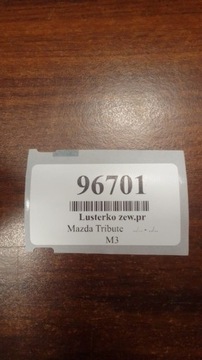 96701
Lusterko zew.pr
Mazda Tribute
M3